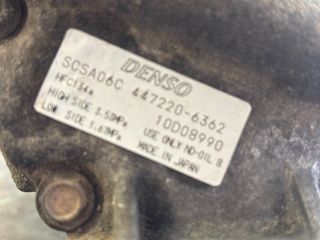 DENSO
SCSA06C 447220-6362
HFC134a 10D08990
HIGH SIDE 3.53MPa USE ONLY ND-OIL 8
LOW SIDE 1.67MPa MADE IN JAPAN